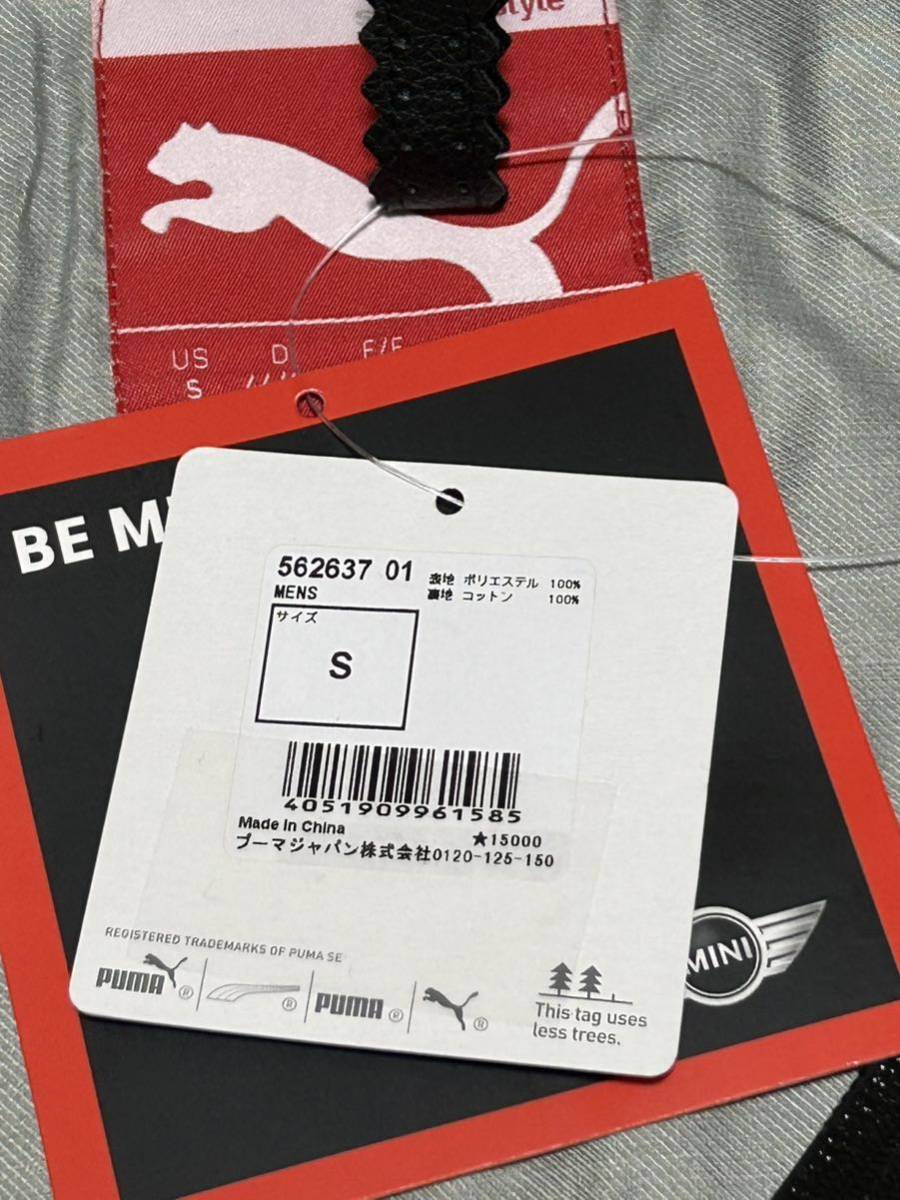 style
US D E/F
S
BE M
562637 01
MENS
サイズ
S
表地 ポリエステル 100%
裏地 コットン 100%
4051909961585
Made in China
★15000
プーマジャパン株式会社0120-125-150
REGISTERED TRADEMARKS OF PUMA SE
PUMA ® ® PUMA ® ®
This tag uses
less trees.
MINI